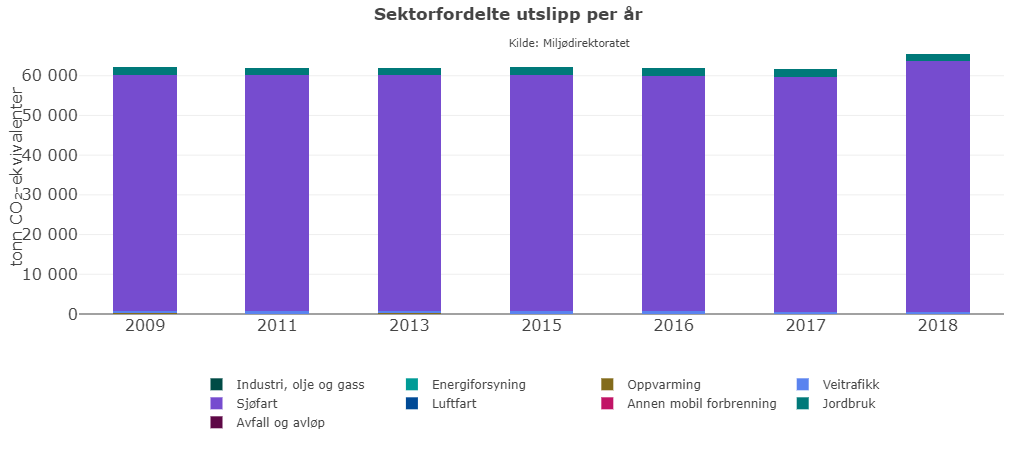 Sektorfordelte utslipp per år
Kilde: Miljødirektoratet
tonn CO₂-ekvivalenter
60 000
50 000
40 000
30 000
20 000
10 000
0
2009 2011 2013 2015 2016 2017 2018
Industri, olje og gass Energiforsyning Oppvarming Veitrafikk
Sjøfart Luftfart Annen mobil forbrenning Jordbruk
Avfall og avløp